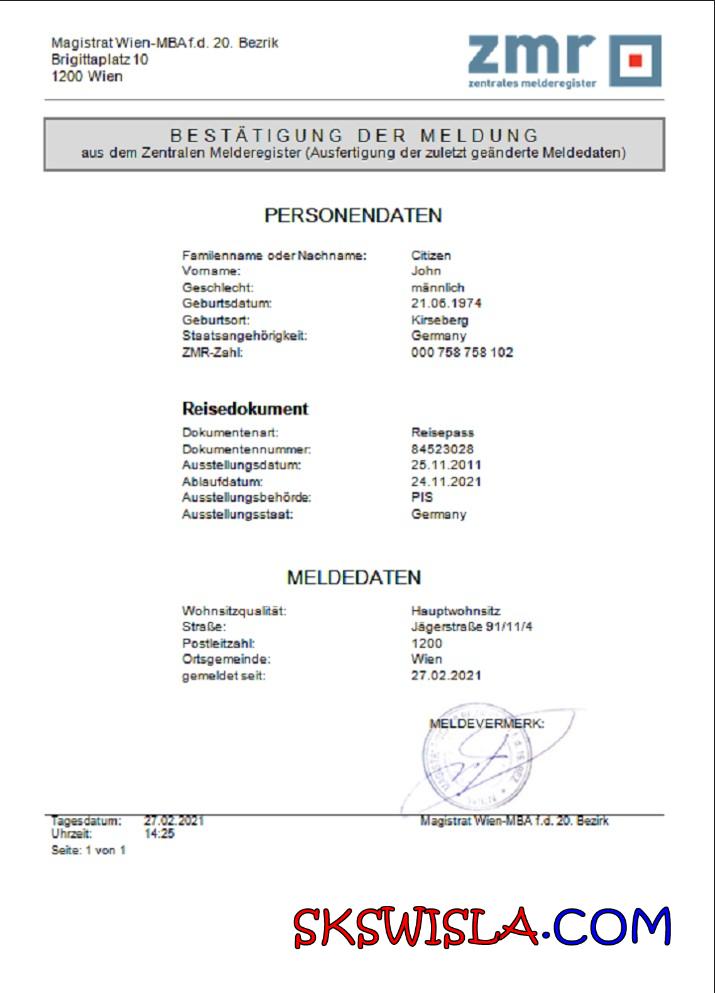 Magistrat Wien-MBA f.d. 20. Bezrik
Brigittaplatz 10
1200 Wien
zmr
zentrales melderegister
BESTÄTIGUNG DER MELDUNG
aus dem Zentralen Melderegister (Ausfertigung der zuletzt geänderte Meldedaten)
PERSONENDATEN
Familenname oder Nachname: Citizen
Vorname: John
Geschlecht: männlich
Geburtsdatum: 21.06.1974
Geburtsort: Kirseberg
Staatsangehörigkeit: Germany
ZMR-Zahl: 000 758 758 102
Reisedokument
Dokumentenart: Reisepass
Dokumentennummer: 84523028
Ausstellungsdatum: 25.11.2011
Ablaufdatum: 24.11.2021
Ausstellungsbehörde: PIS
Ausstellungsstaat: Germany
MELDEDATEN
Wohnsitzqualität: Hauptwohnsitz
Straße: Jägerstraße 91/11/4
Postleitzahl: 1200
Ortsgemeinde: Wien
gemeldet seit: 27.02.2021
MELDEVERMERK:
Tagesdatum: 27.02.2021 Magistrat Wien-MBA f.d. 20. Bezirk
Uhrzeit: 14:25
Seite: 1 von 1
SKSWISLA.COM